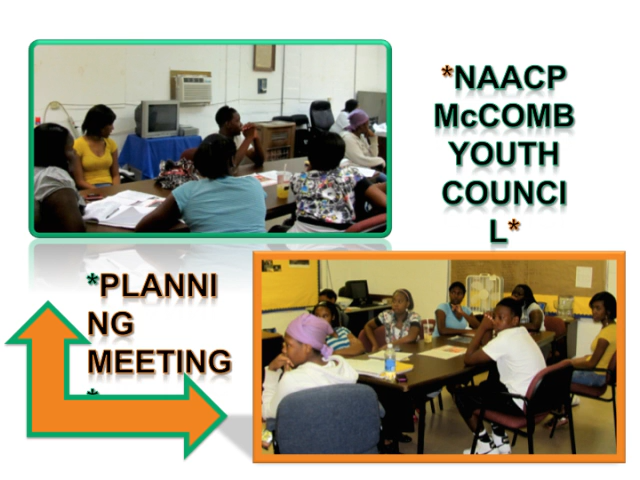 *NAACP
McCOMB
YOUTH
COUNCI
L*
*PLANNI
NG
MEETING
*